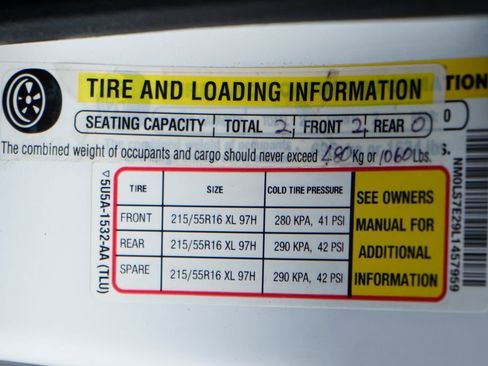 TIRE AND LOADING INFORMATION
TION
SEATING CAPACITY TOTAL 2 FRONT 2 REAR 0
0
The combined weight of occupants and cargo should never exceed 480 Kg or 1060 Lbs.
s.
TIRE SIZE COLD TIRE PRESSURE
FRONT 215/55R16 XL 97H 280 KPA, 41 PSI
REAR 215/55R16 XL 97H 290 KPA, 42 PSI
SPARE 215/55R16 XL 97H 290 KPA, 42 PSI
SEE OWNERS
MANUAL FOR
ADDITIONAL
INFORMATION
5U5A-1532-AA (TLU)
NM0LS7E29L1457959